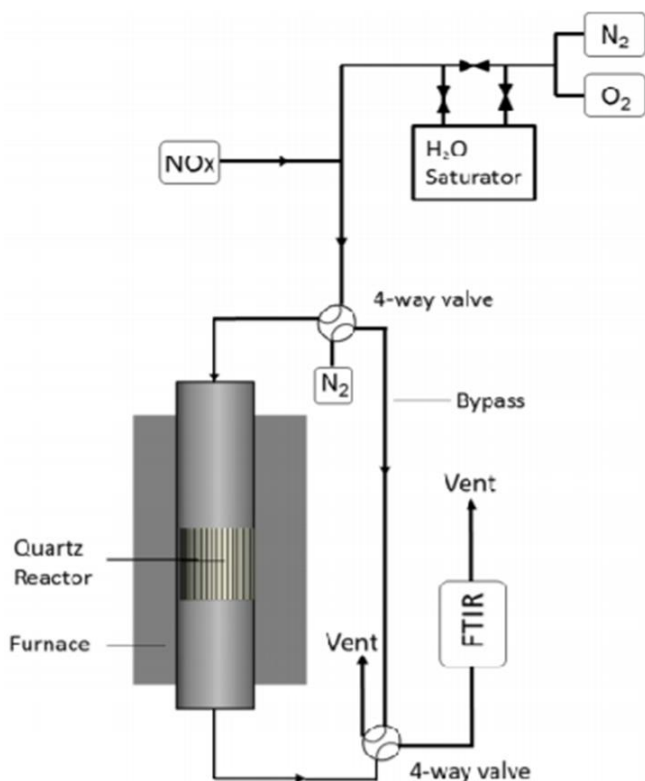 N₂
O₂
H₂O
Saturator
NOx
4-way valve
N₂
Bypass
Vent
Quartz
Reactor
FTIR
Vent
Furnace
4-way valve